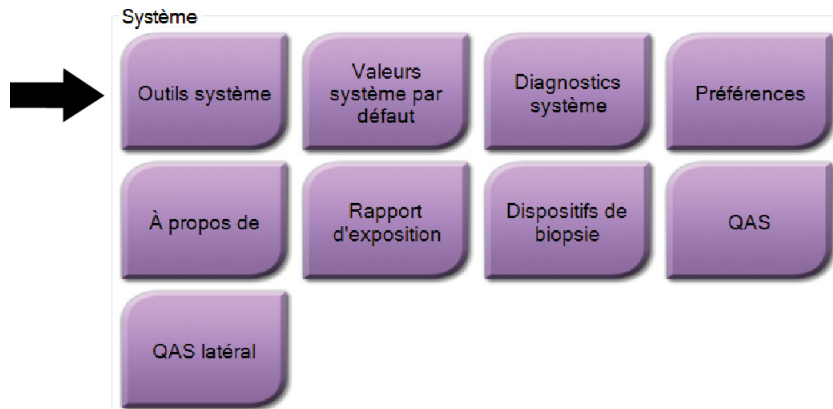 Système
Outils système
Valeurs
système par
défaut
Diagnostics
système
Préférences
À propos de
Rapport
d'exposition
Dispositifs de
biopsie
QAS
QAS latéral